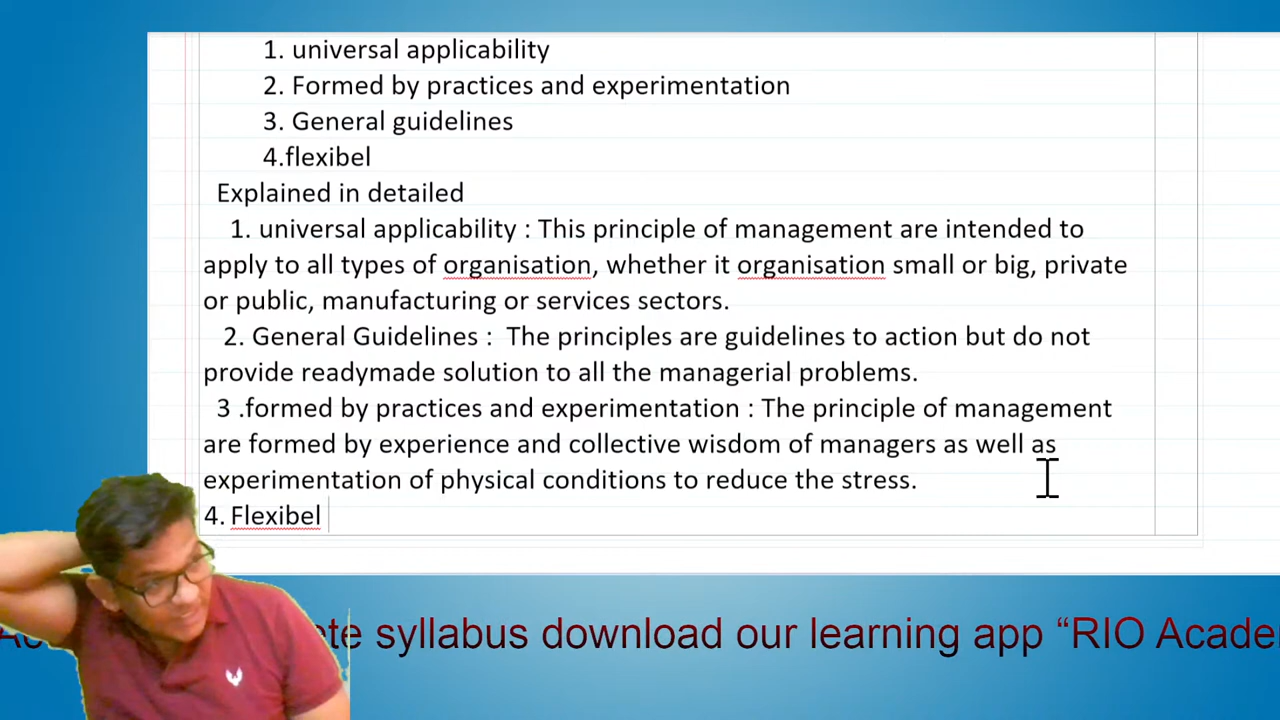 1. universal applicability
2. Formed by practices and experimentation
3. General guidelines
4.flexibel
Explained in detailed
1. universal applicability : This principle of management are intended to
apply to all types of organisation, whether it organisation small or big, private
or public, manufacturing or services sectors.
2. General Guidelines :  The principles are guidelines to action but do not
provide readymade solution to all the managerial problems.
3 .formed by practices and experimentation : The principle of management
are formed by experience and collective wisdom of managers as well as
experimentation of physical conditions to reduce the stress.
4. Flexibel
syllabus download our learning app “RIO Acade